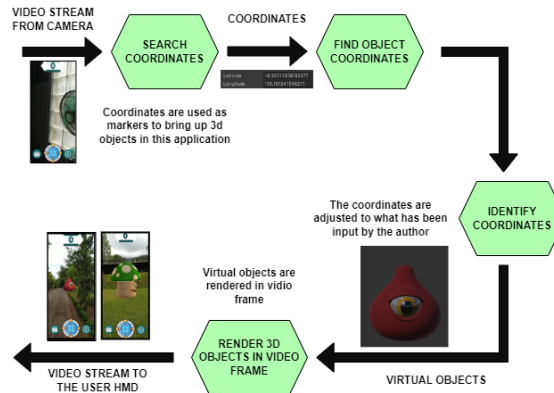 VIDEO STREAM
FROM CAMERA
SEARCH
COORDINATES
COORDINATES
FIND OBJECT
COORDINATES
Latitude
Longitude
Coordinates are used as
markers to bring up 3d
objects in this application
IDENTIFY
COORDINATES
The coordinates are
adjusted to what has been
input by the author
Virtual objects are
rendered in vidio
frame
RENDER 3D
OBJECTS IN VIDEO
FRAME
VIRTUAL OBJECTS
VIDEO STREAM TO
THE USER HMD